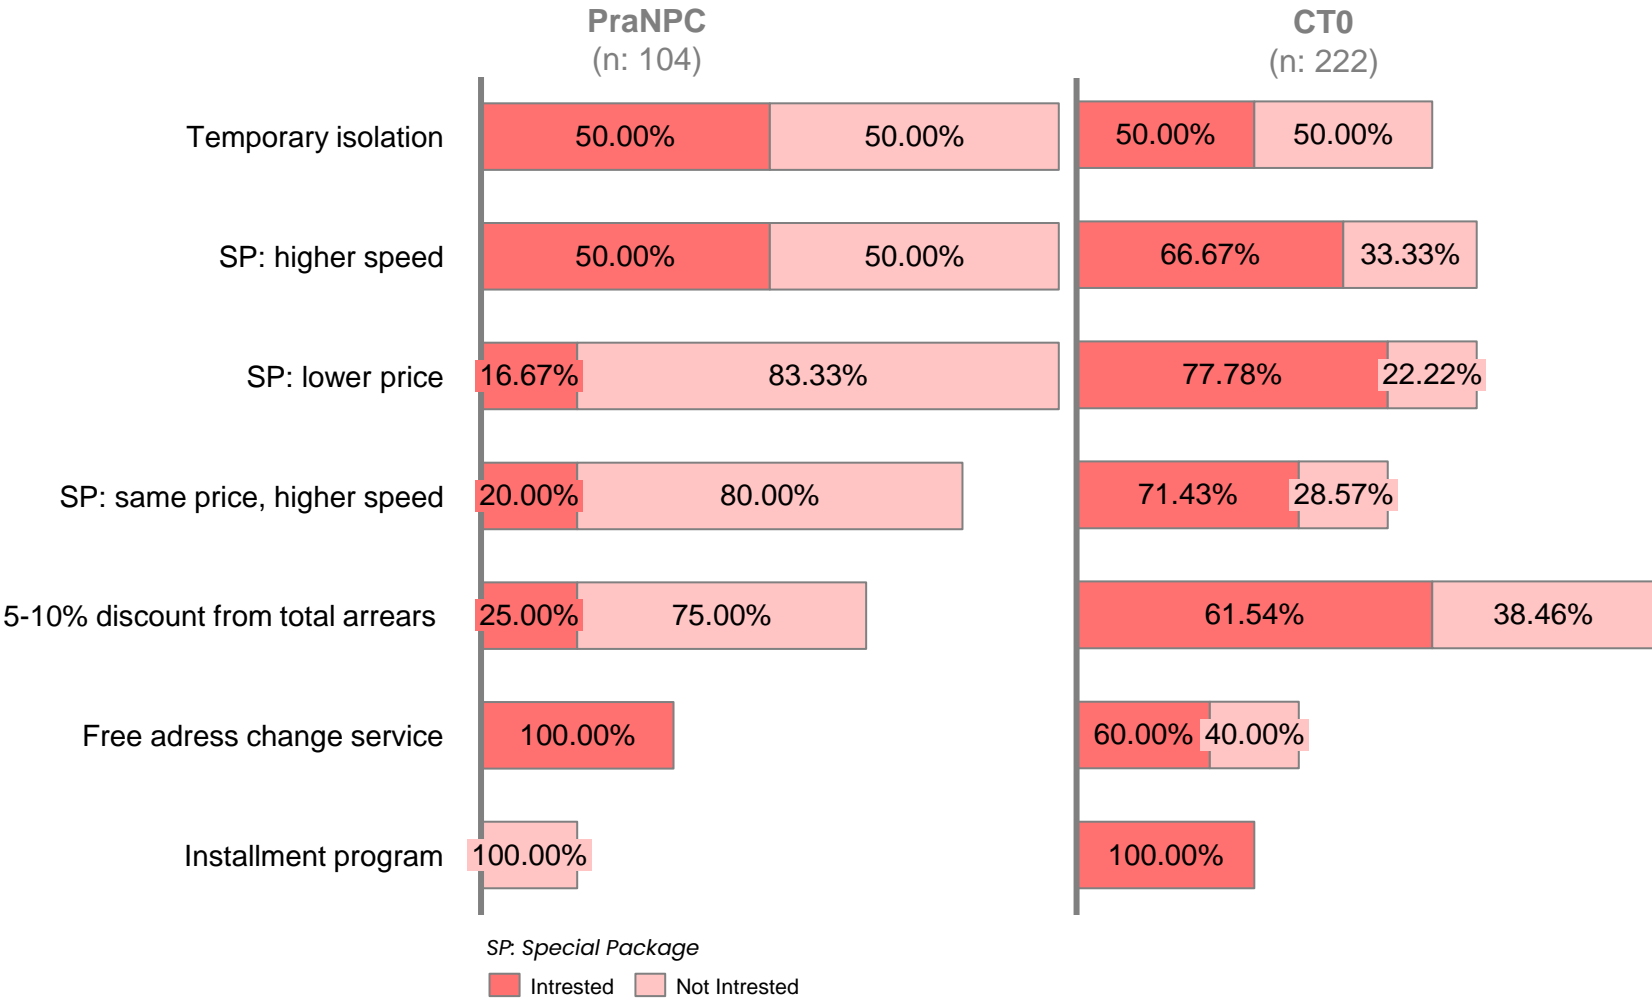 PraNPC
(n: 104)
CT0
(n: 222)
Temporary isolation 50.00% 50.00% 50.00% 50.00%
SP: higher speed 50.00% 50.00% 66.67% 33.33%
SP: lower price 16.67% 83.33% 77.78% 22.22%
SP: same price, higher speed 20.00% 80.00% 71.43% 28.57%
5-10% discount from total arrears 25.00% 75.00% 61.54% 38.46%
Free adress change service 100.00% 60.00% 40.00%
Installment program 100.00% 100.00%
SP: Special Package
Intrested Not Intrested